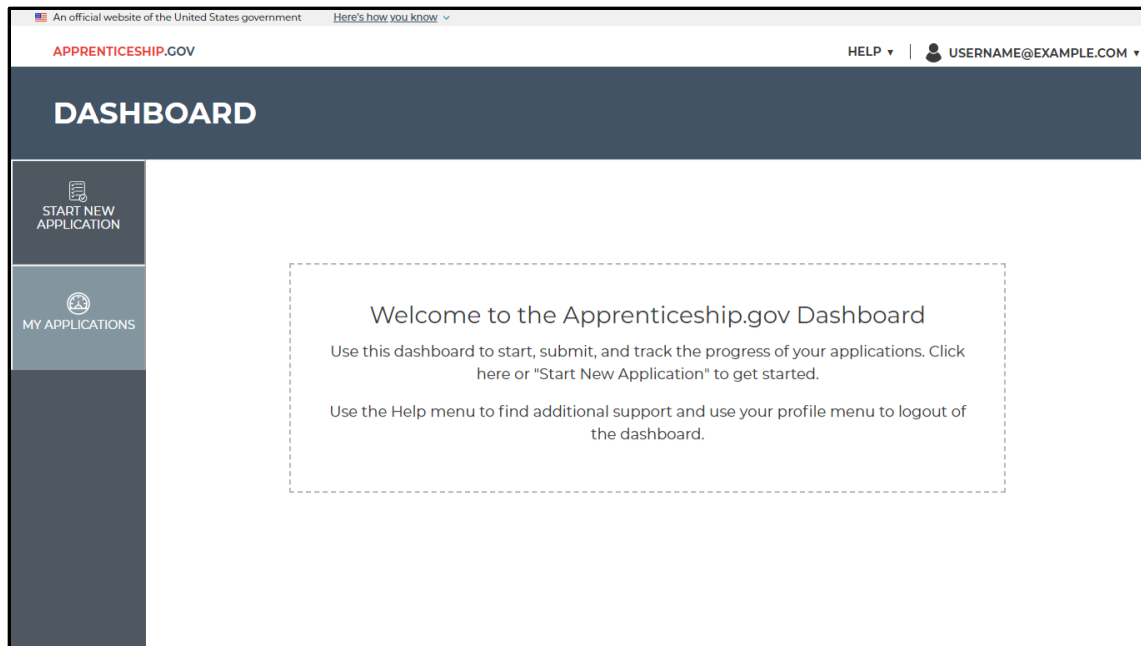 An official website of the United States government Here's how you know
APPRENTICESHIP.GOV
HELP
USERNAME@EXAMPLE.COM
DASHBOARD
START NEW
APPLICATION
MY APPLICATIONS
Welcome to the Apprenticeship.gov Dashboard
Use this dashboard to start, submit, and track the progress of your applications. Click
here or "Start New Application" to get started.
Use the Help menu to find additional support and use your profile menu to logout of
the dashboard.